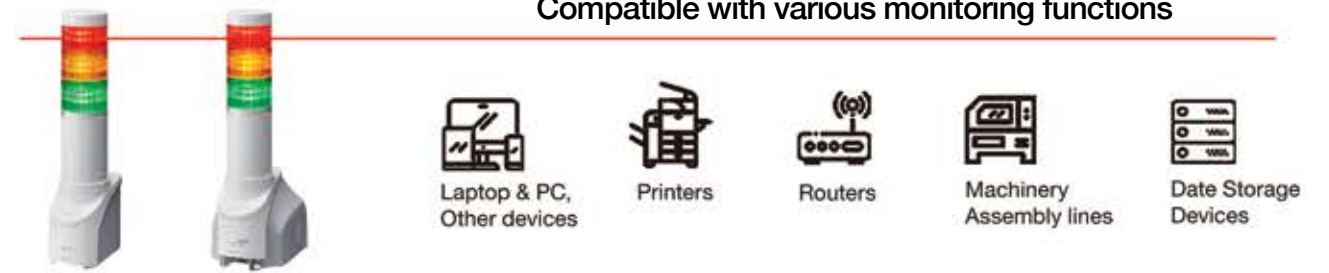 Compatible with various monitoring functions
Laptop & PC,
Other devices
Printers
Routers
Machinery
Assembly lines
Date Storage
Devices